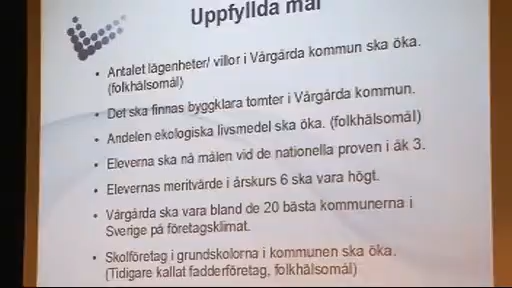 Uppfyllda mål
• Antalet lägenheter/ villor i Vårgårda kommun ska öka.
(folkhälsomål)
• Det ska finnas byggklara tomter i Vårgårda kommun.
• Andelen ekologiska livsmedel ska öka. (folkhälsomål)
• Eleverna ska nå målen vid de nationella proven i åk 3.
• Elevernas meritvärde i årskurs 6 ska vara högt.
• Vårgårda ska vara bland de 20 bästa kommunerna i
Sverige på företagsklimat.
• Skolföretag i grundskolorna i kommunen ska öka.
(Tidigare kallat fadderföretag, folkhälsomål)